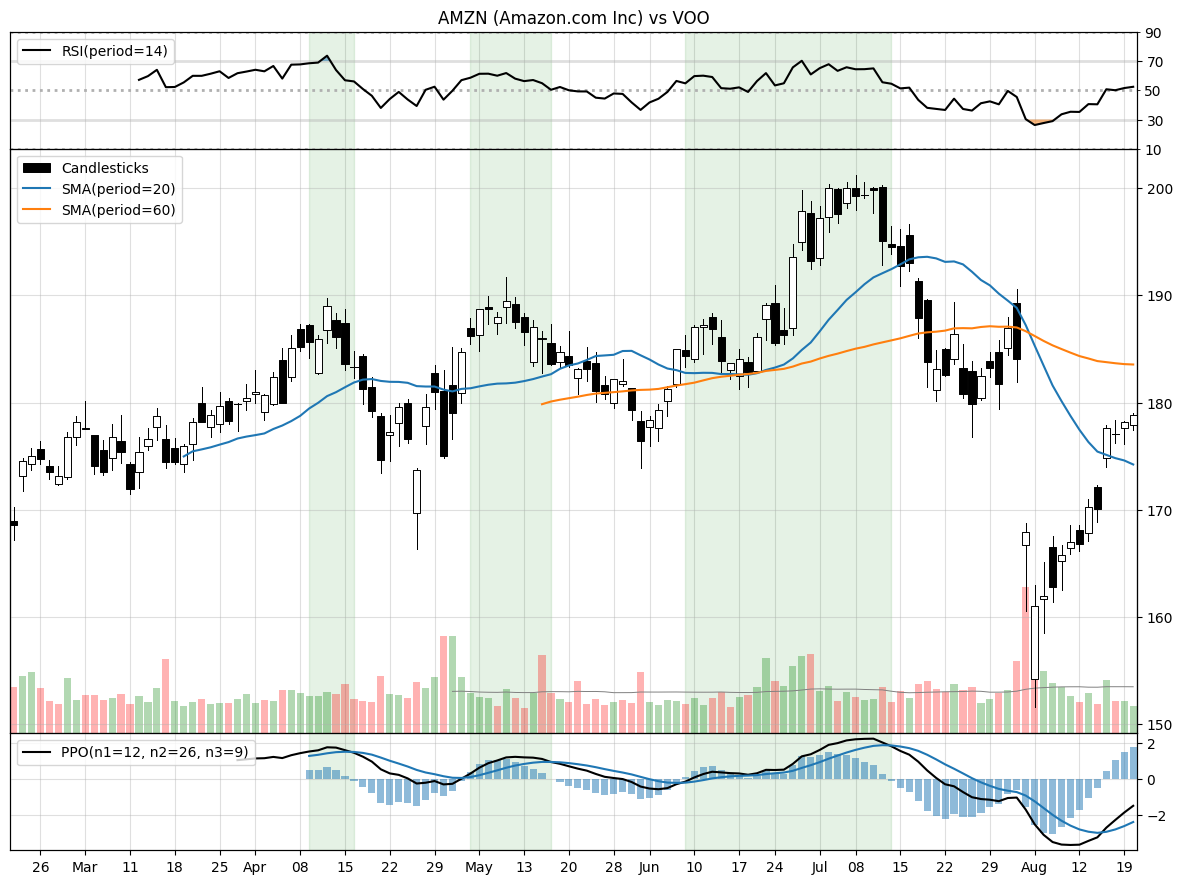 AMZN (Amazon.com Inc) vs VOO
RSI(period=14)
90
70
50
30
10
Candlesticks
SMA(period=20)
SMA(period=60)
200
190
180
170
160
150
PPO(n1=12, n2=26, n3=9)
2
0
−2
26 Mar 11 18 Apr 08 15 22 29 May 13 20 28 Jun 10 17 24 Jul 08 15 22 29 Aug 12 19